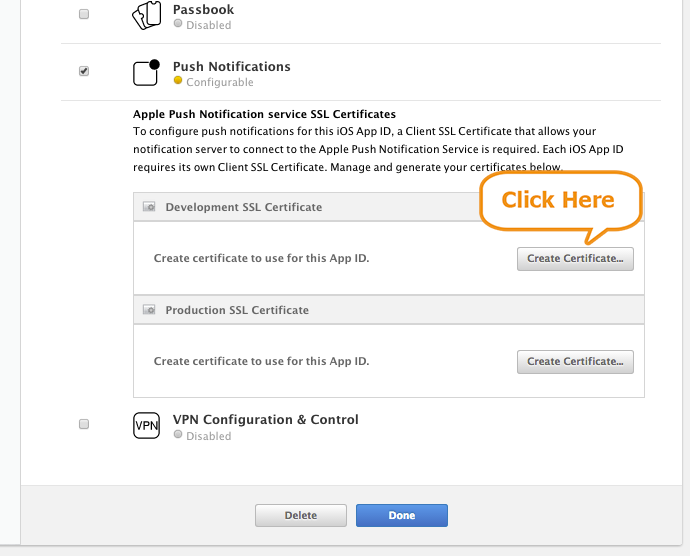 Passbook
Disabled
Push Notifications
Configurable
Apple Push Notification service SSL Certificates
To configure push notifications for this iOS App ID, a Client SSL Certificate that allows your
notification server to connect to the Apple Push Notification Service is required. Each iOS App ID
requires its own Client SSL Certificate. Manage and generate your certificates below.
Click Here
Development SSL Certificate
Create certificate to use for this App ID.
Create Certificate...
Production SSL Certificate
Create certificate to use for this App ID.
Create Certificate...
VPN
VPN Configuration & Control
Disabled
Delete
Done